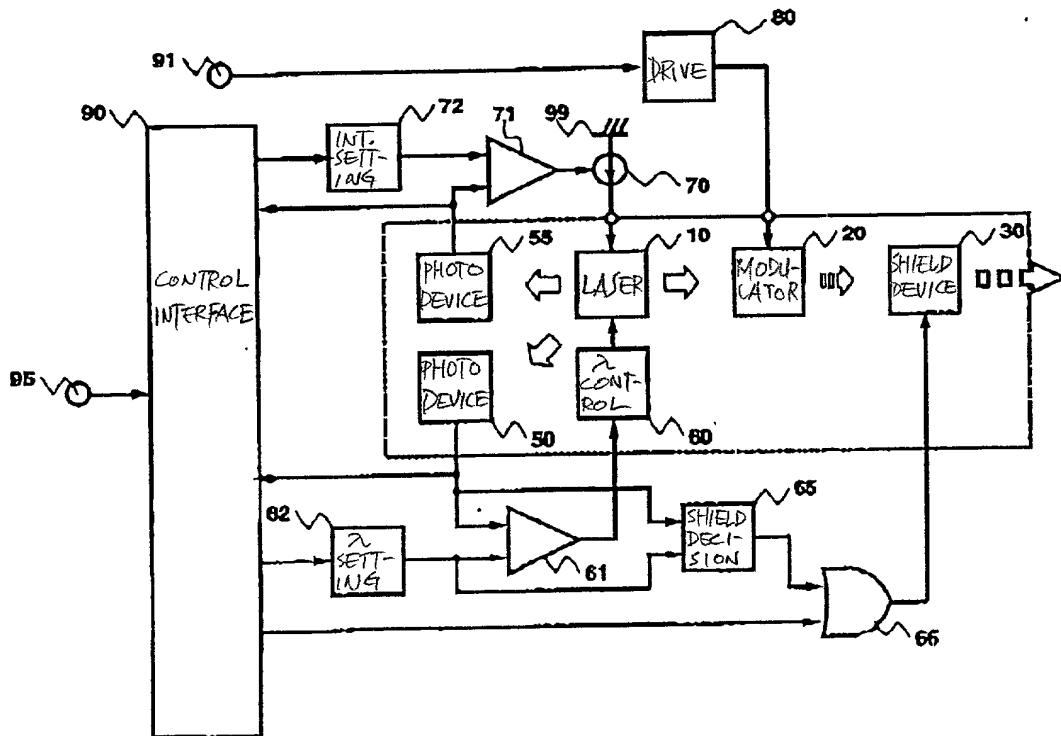 80
91
DRIVE
90
72
71
99
INT.
SETT-
ING
70
55
10
20
30
PHOTO
DEVICE
LASER
MODU-
LATOR
SHIELD
DEVICE
CONTROL
INTERFACE
95
PHOTO
DEVICE
λ
CONT-
ROL
50
60
62
65
λ
SETT-
ING
61
SHIELD
DECI-
SION
66